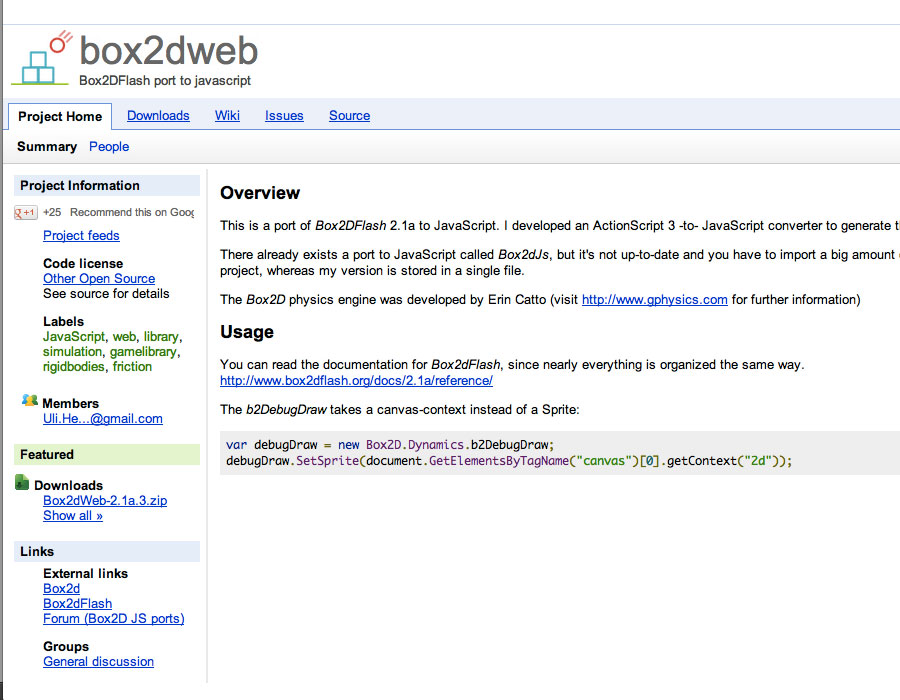 box2dweb
Box2DFlash port to javascript
Project Home Downloads Wiki Issues Source
Summary People
Project Information
+1 +25 Recommend this on Goog
Project feeds
Code license
Other Open Source
See source for details
Labels
JavaScript, web, library,
simulation, gamelibrary,
rigidbodies, friction
Members
Uli.He...@gmail.com
Featured
Downloads
Box2dWeb-2.1a.3.zip
Show all »
Links
External links
Box2d
Box2dFlash
Forum (Box2D JS ports)
Groups
General discussion
Overview
This is a port of Box2DFlash 2.1a to JavaScript. I developed an ActionScript 3 -to- JavaScript converter to generate
There already exists a port to JavaScript called Box2dJs, but it's not up-to-date and you have to import a big amount
project, whereas my version is stored in a single file.
The Box2D physics engine was developed by Erin Catto (visit http://www.gphysics.com for further information)
Usage
You can read the documentation for Box2dFlash, since nearly everything is organized the same way.
http://www.box2dflash.org/docs/2.1a/reference/
The b2DebugDraw takes a canvas-context instead of a Sprite:
var debugDraw = new Box2D.Dynamics.b2DebugDraw;
debugDraw.SetSprite(document.GetElementsByTagName("canvas")[0].getContext("2d"));